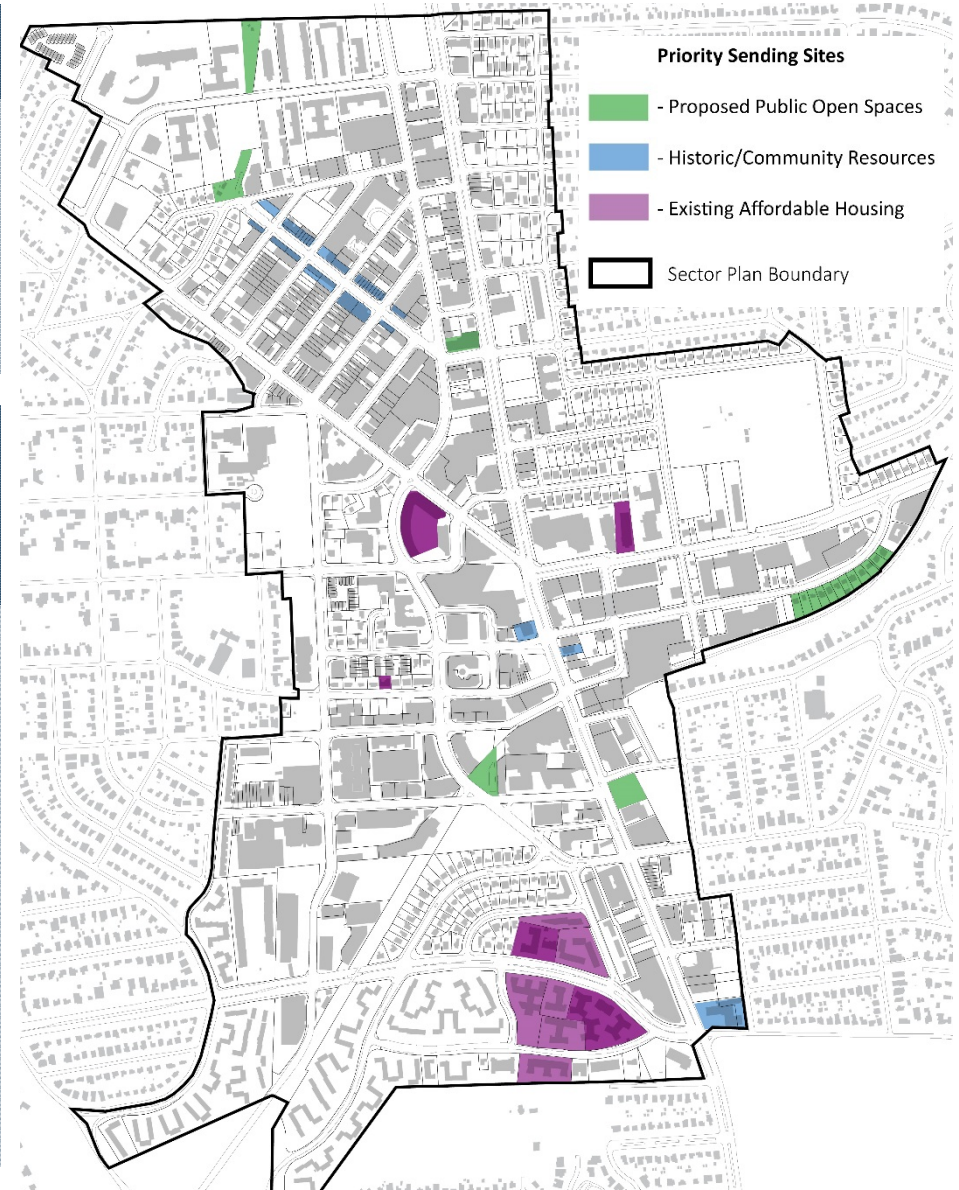 Priority Sending Sites
- Proposed Public Open Spaces
- Historic/Community Resources
- Existing Affordable Housing
Sector Plan Boundary